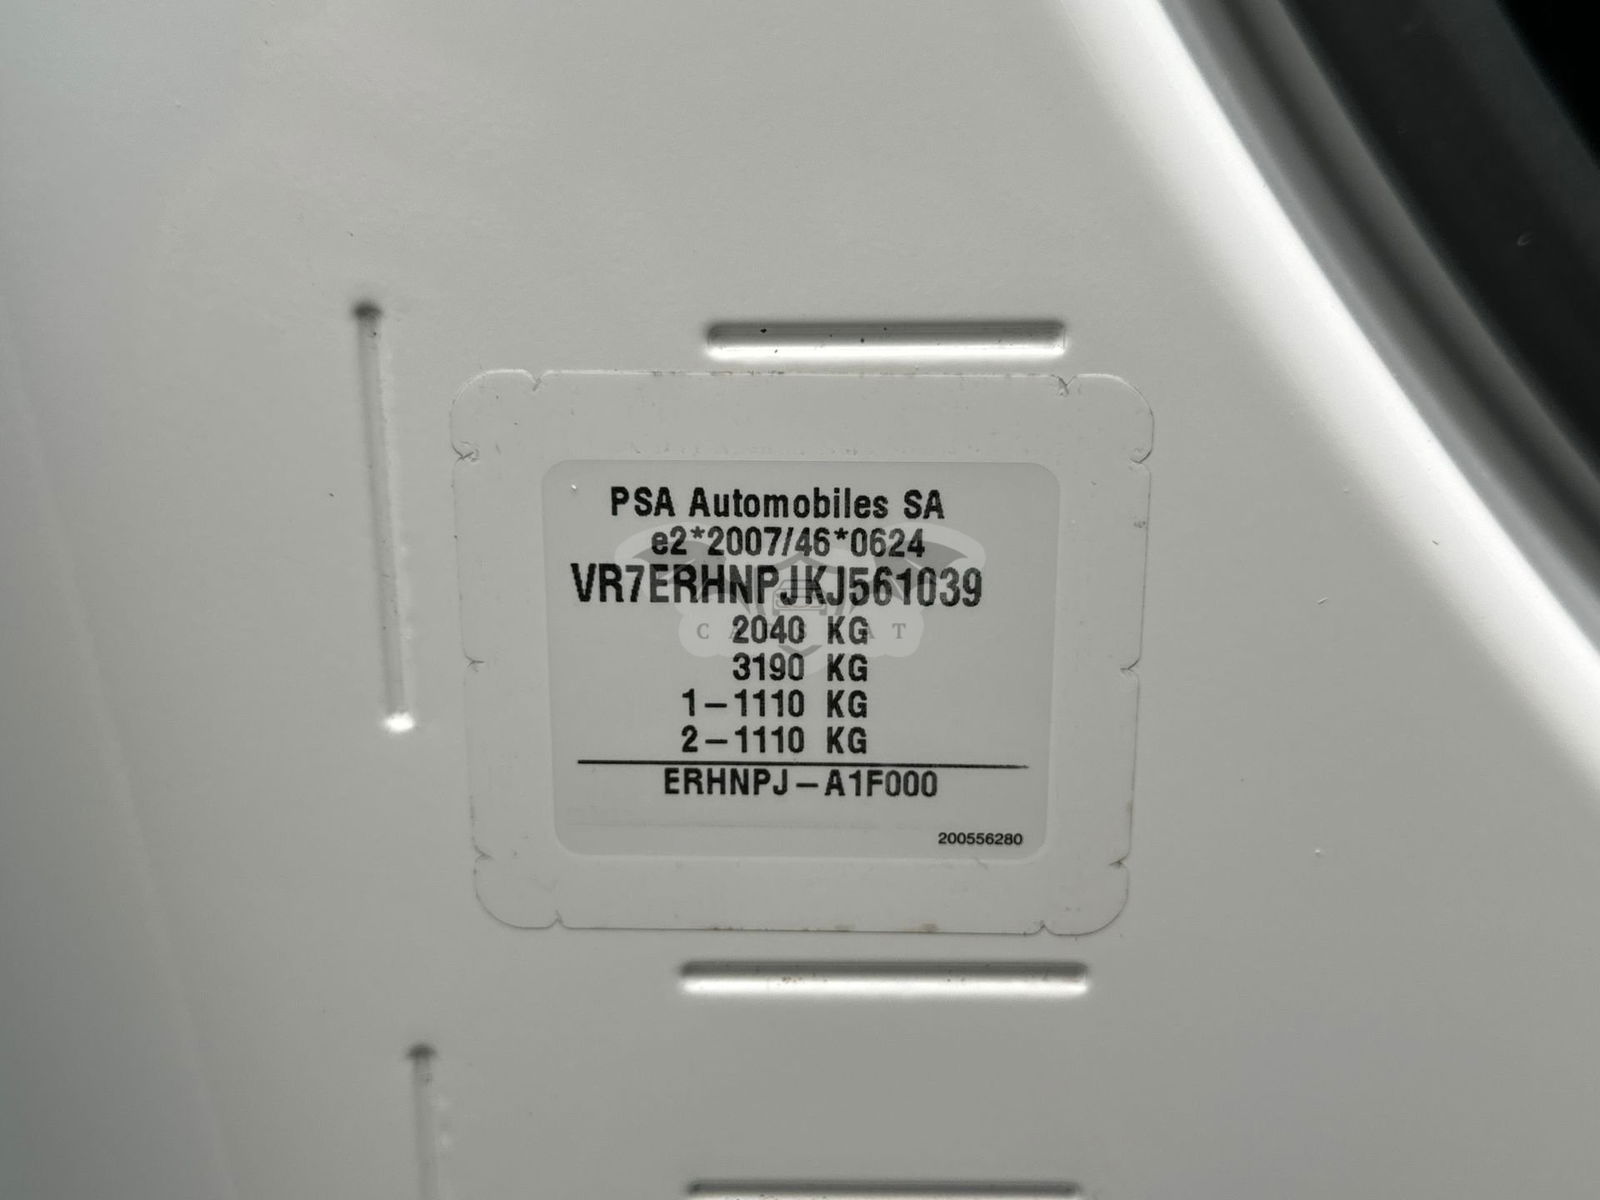 PSA Automobiles SA
e2*2007/46*0624
VR7ERHNPJKJ561039
2040 KG
3190 KG
1-1110 KG
2-1110 KG
ERHNPJ-A1F000
200556280